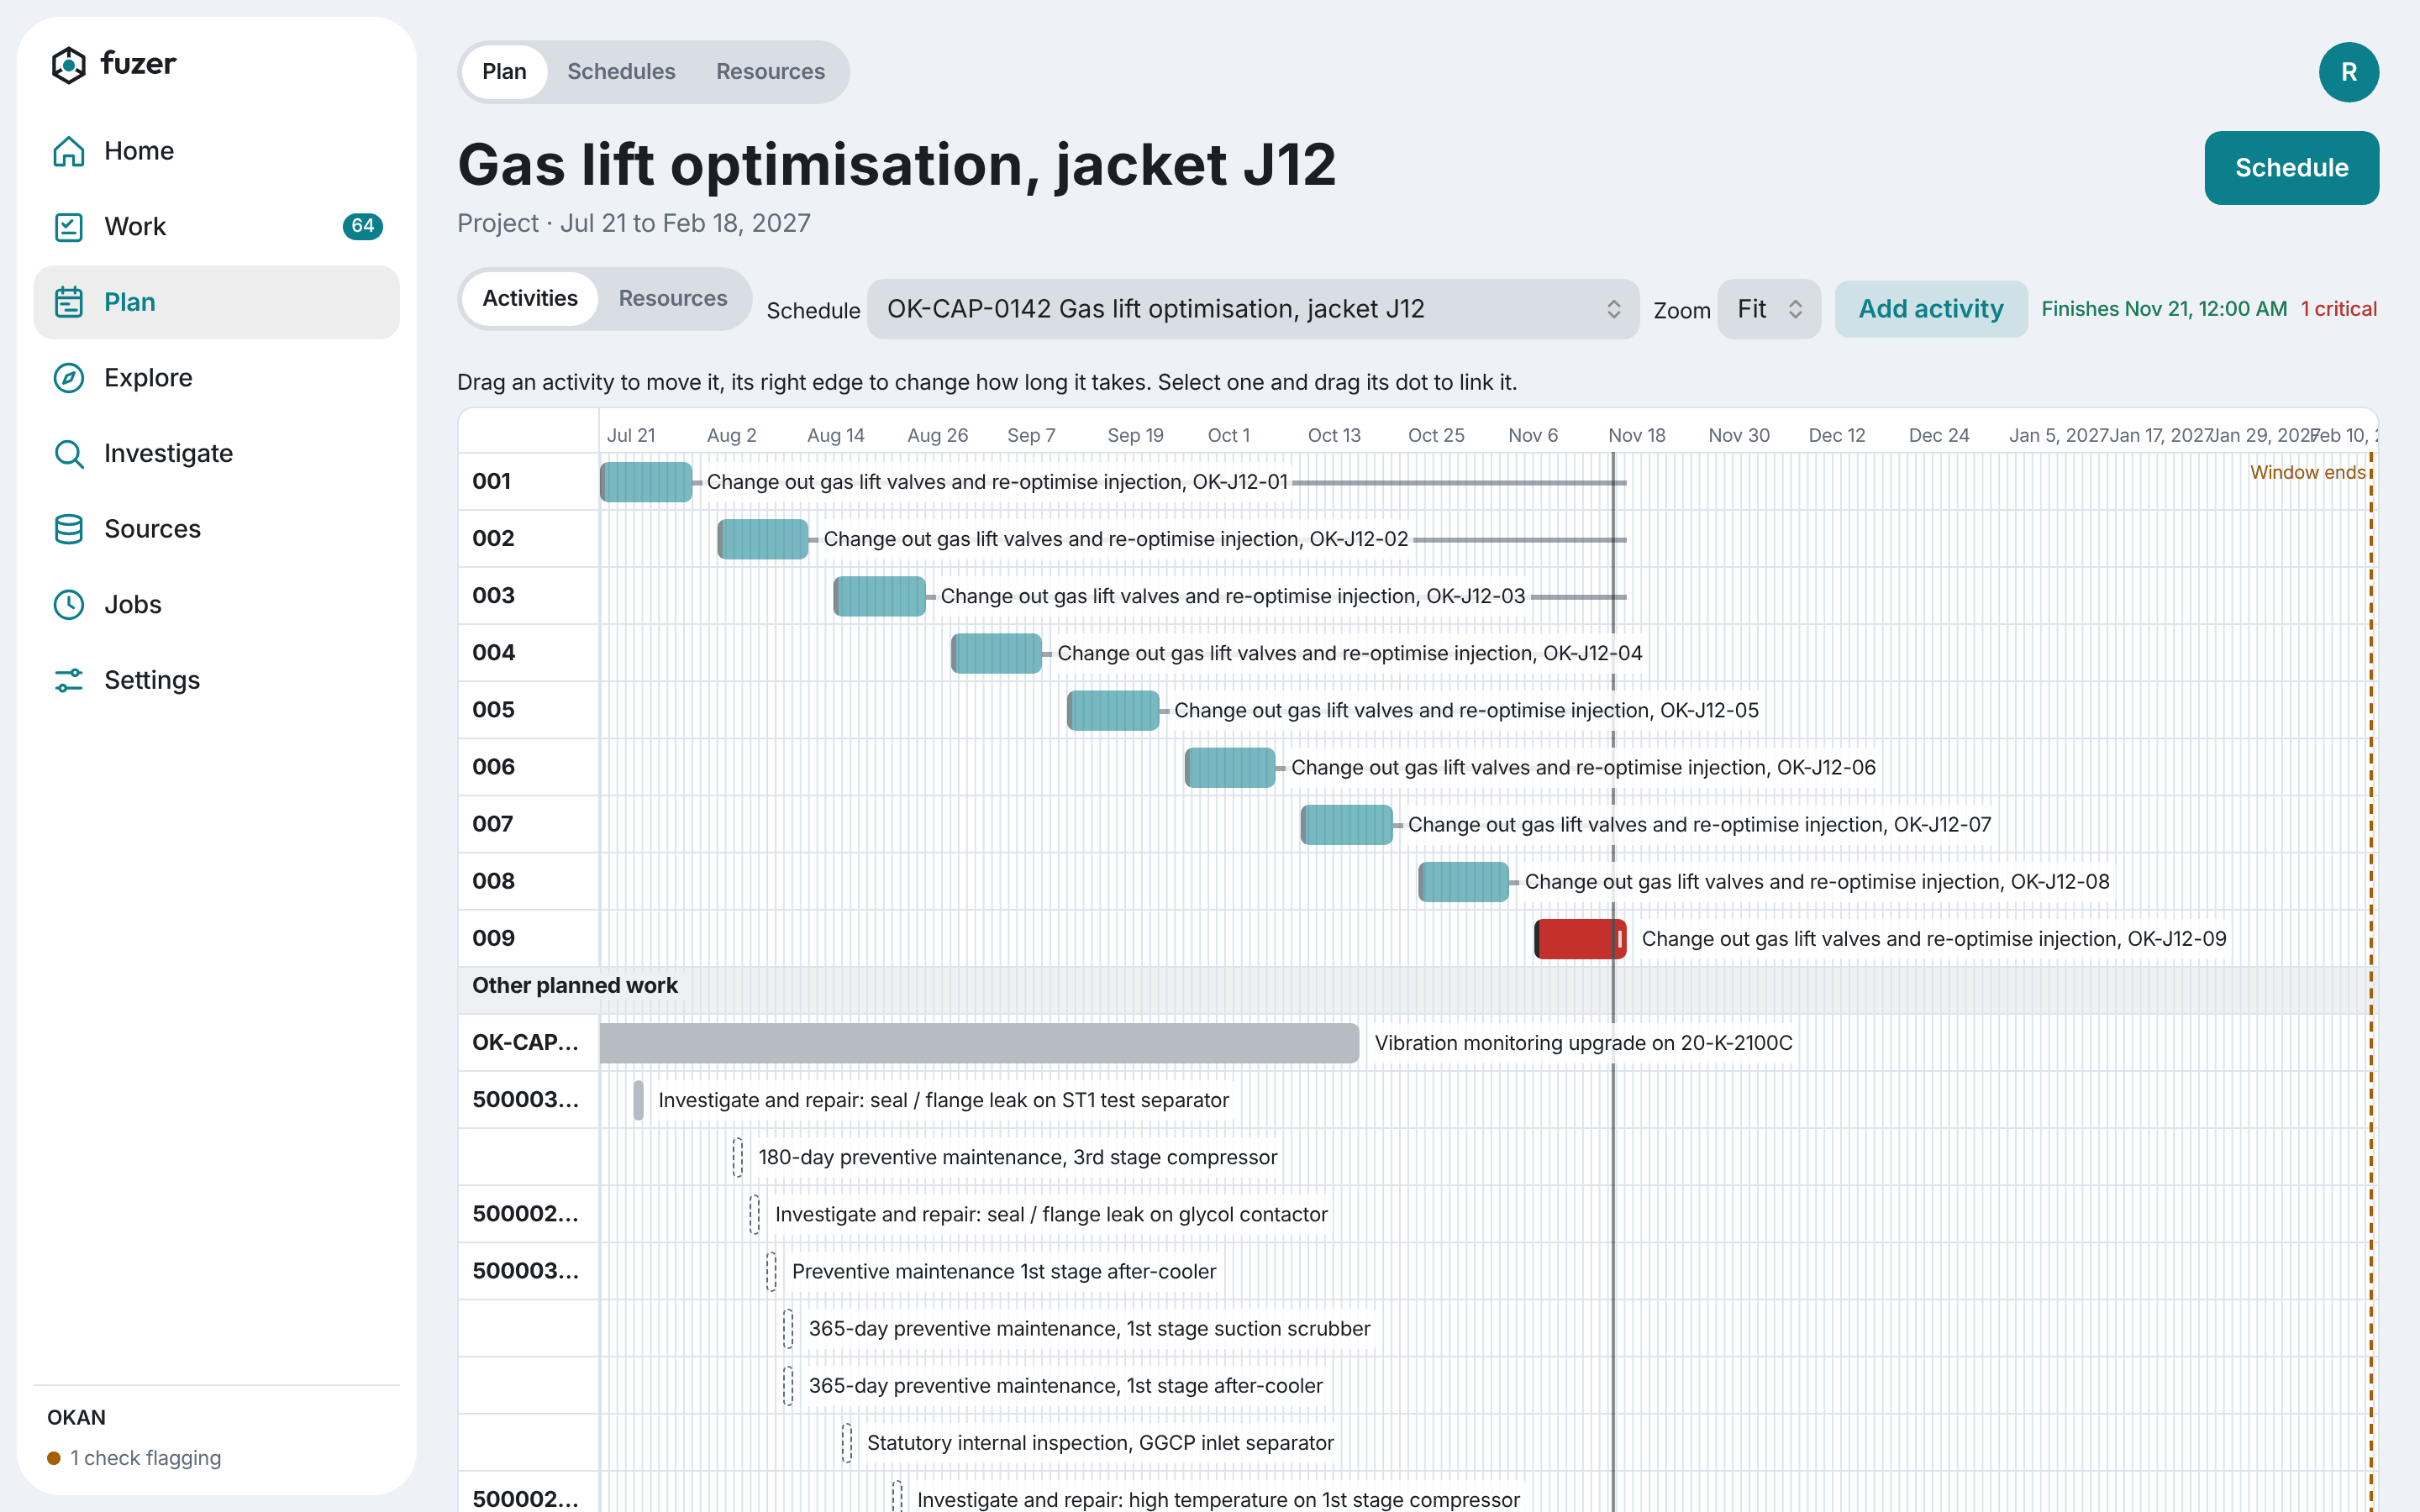 fuzer
Home
Work 64
Plan
Explore
Investigate
Sources
Jobs
Settings
OKAN
1 check flagging
Plan Schedules Resources
R
Gas lift optimisation, jacket J12
Schedule
Project · Jul 21 to Feb 18, 2027
Activities Resources Schedule OK-CAP-0142 Gas lift optimisation, jacket J12 Zoom Fit Add activity Finishes Nov 21, 12:00 AM 1 critical
Drag an activity to move it, its right edge to change how long it takes. Select one and drag its dot to link it.
Jul 21 Aug 2 Aug 14 Aug 26 Sep 7 Sep 19 Oct 1 Oct 13 Oct 25 Nov 6 Nov 18 Nov 30 Dec 12 Dec 24 Jan 5, 2027 Jan 17, 2027 Jan 29, 2027 Feb 10,
Window ends
001 Change out gas lift valves and re-optimise injection, OK-J12-01
002 Change out gas lift valves and re-optimise injection, OK-J12-02
003 Change out gas lift valves and re-optimise injection, OK-J12-03
004 Change out gas lift valves and re-optimise injection, OK-J12-04
005 Change out gas lift valves and re-optimise injection, OK-J12-05
006 Change out gas lift valves and re-optimise injection, OK-J12-06
007 Change out gas lift valves and re-optimise injection, OK-J12-07
008 Change out gas lift valves and re-optimise injection, OK-J12-08
009 Change out gas lift valves and re-optimise injection, OK-J12-09
Other planned work
OK-CAP... Vibration monitoring upgrade on 20-K-2100C
500003... Investigate and repair: seal / flange leak on ST1 test separator
180-day preventive maintenance, 3rd stage compressor
500002... Investigate and repair: seal / flange leak on glycol contactor
500003... Preventive maintenance 1st stage after-cooler
365-day preventive maintenance, 1st stage suction scrubber
365-day preventive maintenance, 1st stage after-cooler
Statutory internal inspection, GGCP inlet separator
500002... Investigate and repair: high temperature on 1st stage compressor